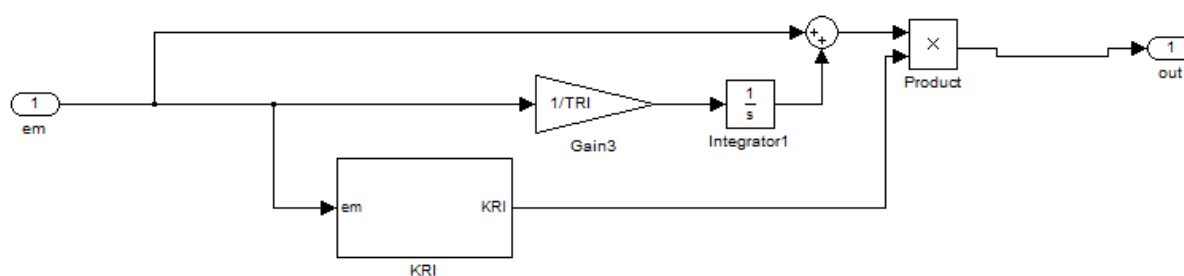 +
+
×
Product
1
out
1
em
1/TRI
Gain3
1
s
Integrator1
em
KRI
KRI